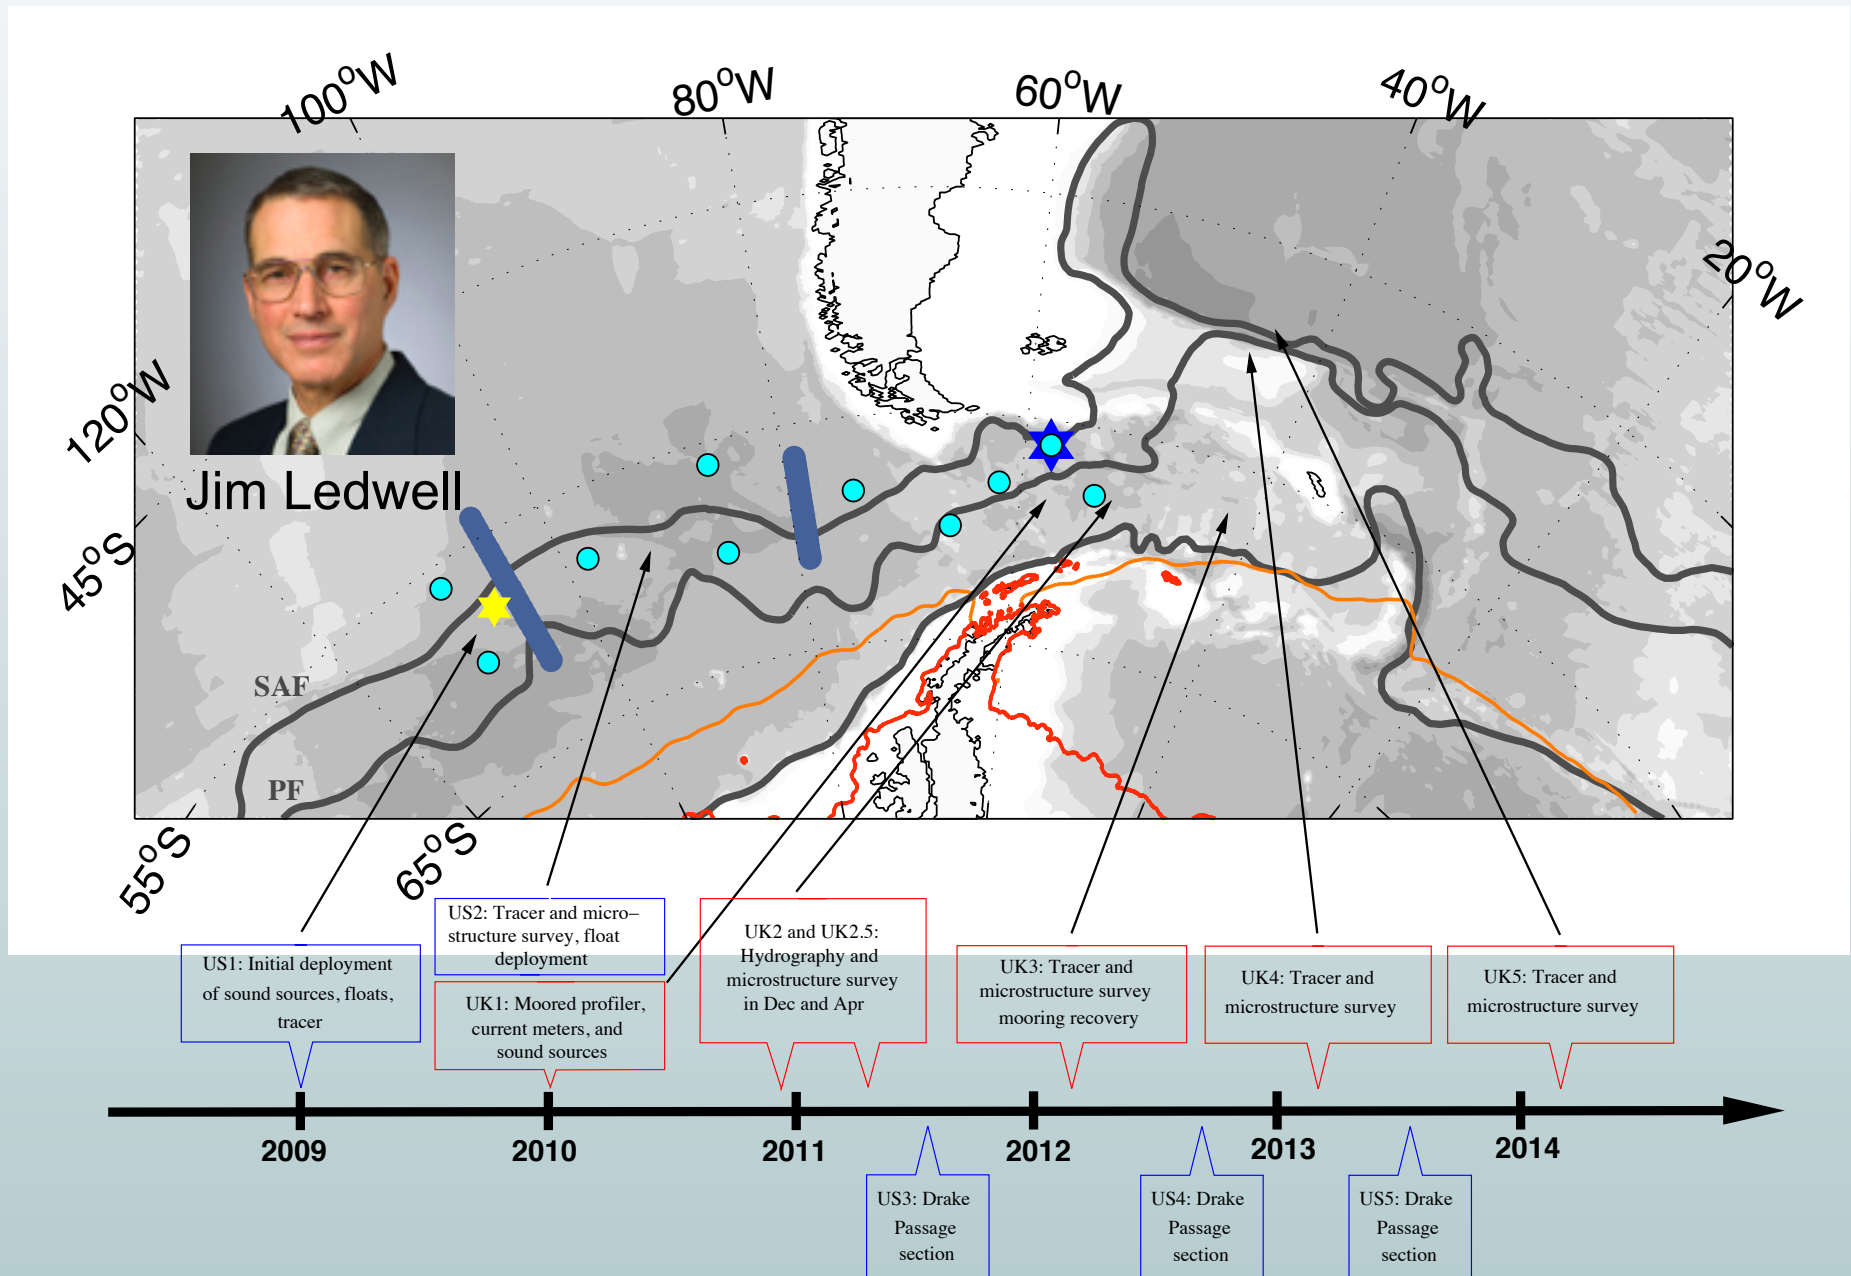 100°W
80°W
60°W
40°W
20°W
120°W
45°S
55°S
65°S
Jim Ledwell
SAF
PF
US1: Initial deployment
of sound sources, floats,
tracer
US2: Tracer and micro–
structure survey, float
deployment
UK1: Moored profiler,
current meters, and
sound sources
UK2 and UK2.5:
Hydrography and
microstructure survey
in Dec and Apr
UK3: Tracer and
microstructure survey
mooring recovery
UK4: Tracer and
microstructure survey
UK5: Tracer and
microstructure survey
2009
2010
2011
2012
2013
2014
US3: Drake
Passage
section
US4: Drake
Passage
section
US5: Drake
Passage
section